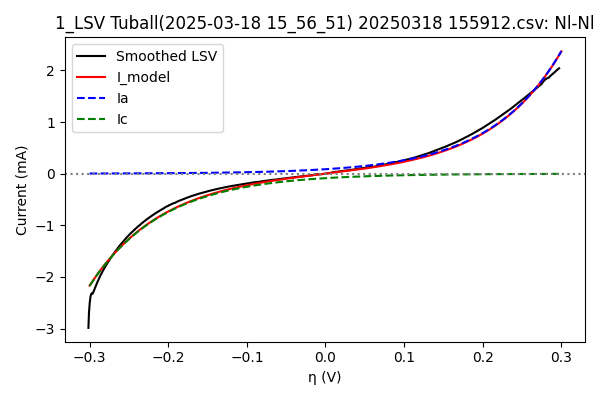 1_LSV Tuball(2025-03-18 15_56_51) 20250318 155912.csv: Nl-Nl
Smoothed LSV
I_model
Ia
Ic
Current (mA)
2
1
0
−1
−2
−3
−0.3
−0.2
−0.1
0.0
0.1
0.2
0.3
η (V)